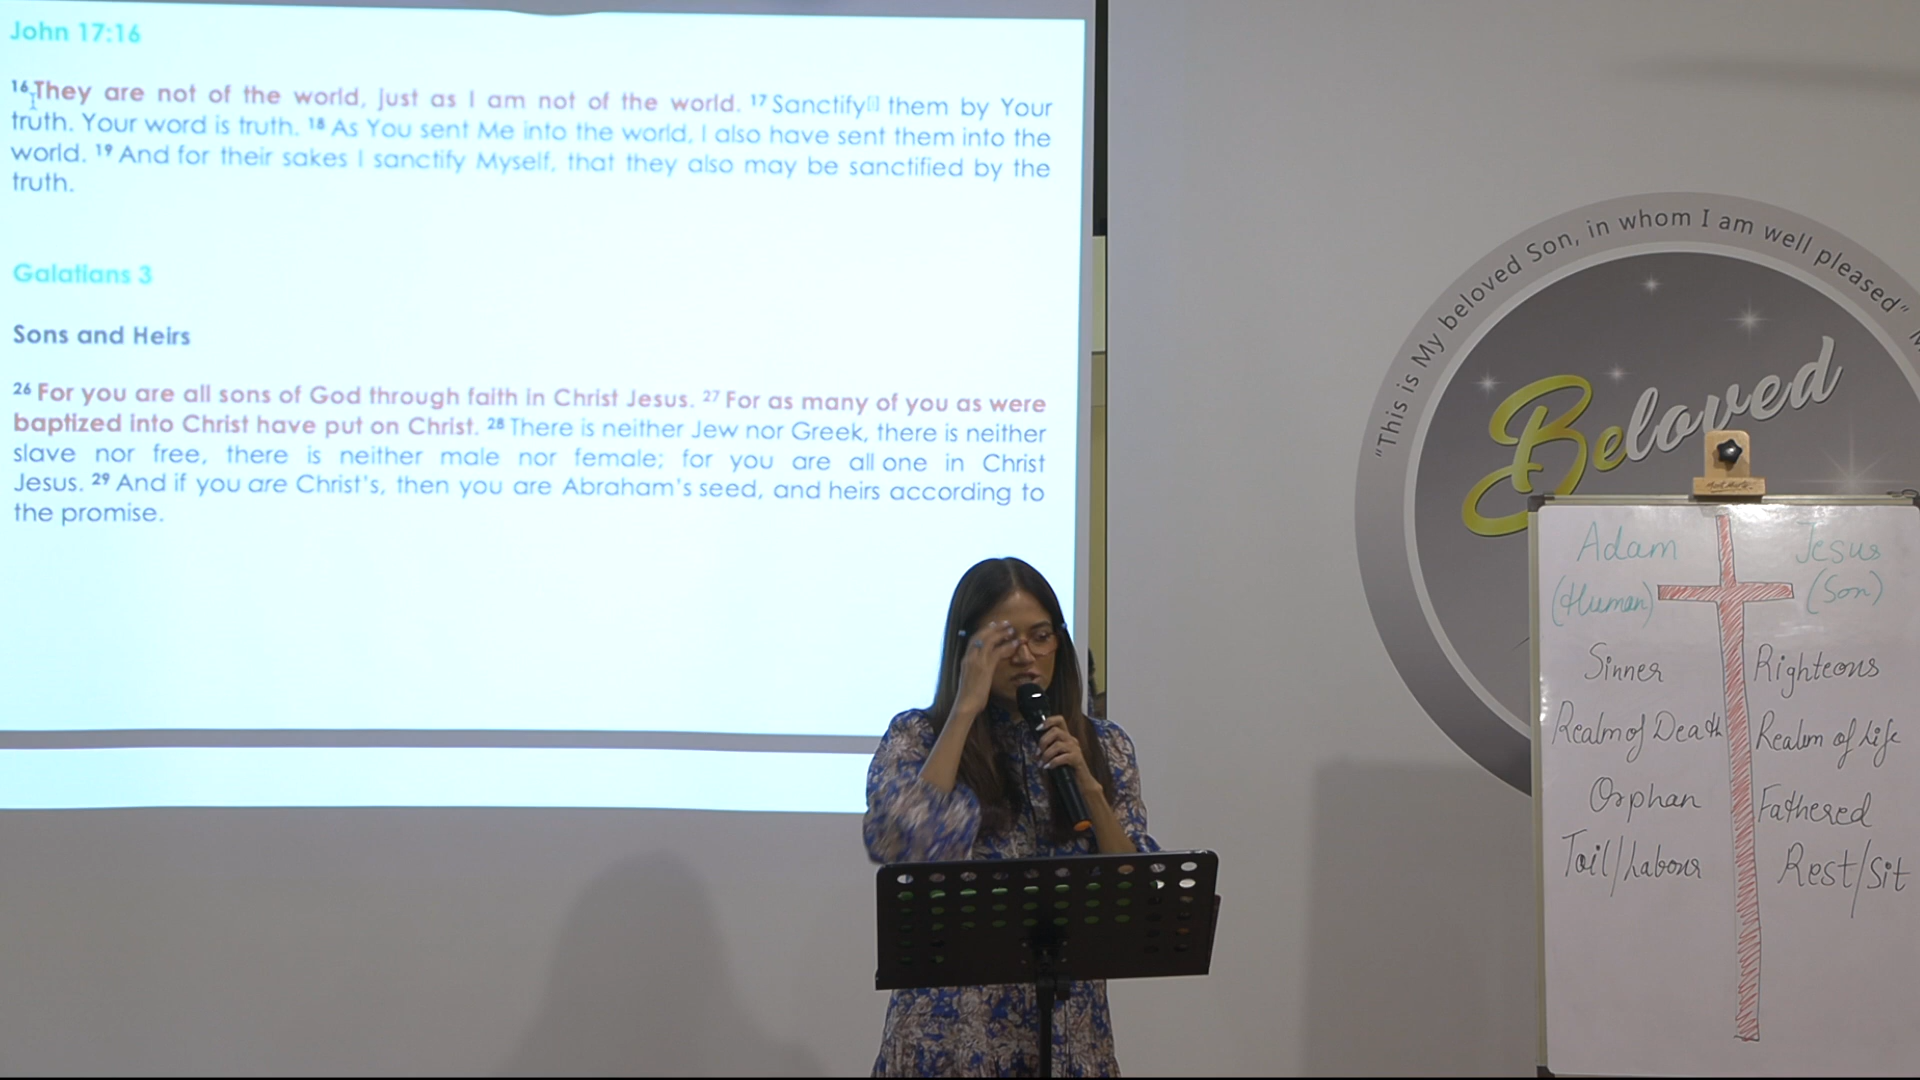 John 17:16
16 They are not of the world, just as I am not of the world. 17 Sanctify[i] them by Your
truth. Your word is truth. 18 As You sent Me into the world, I also have sent them into the
world. 19 And for their sakes I sanctify Myself, that they also may be sanctified by the
truth.
Galatians 3
Sons and Heirs
26 For you are all sons of God through faith in Christ Jesus. 27 For as many of you as were
baptized into Christ have put on Christ. 28 There is neither Jew nor Greek, there is neither
slave nor free, there is neither male nor female; for you are all one in Christ
Jesus. 29 And if you are Christ's, then you are Abraham's seed, and heirs according to
the promise.
"This is My beloved Son, in whom I am well pleased"
Beloved
Adam
Jesus
(Human)
(Son)
Sinner
Righteous
Realm of Death
Realm of Life
Orphan
Fathered
Toil/Labour
Rest/Sit